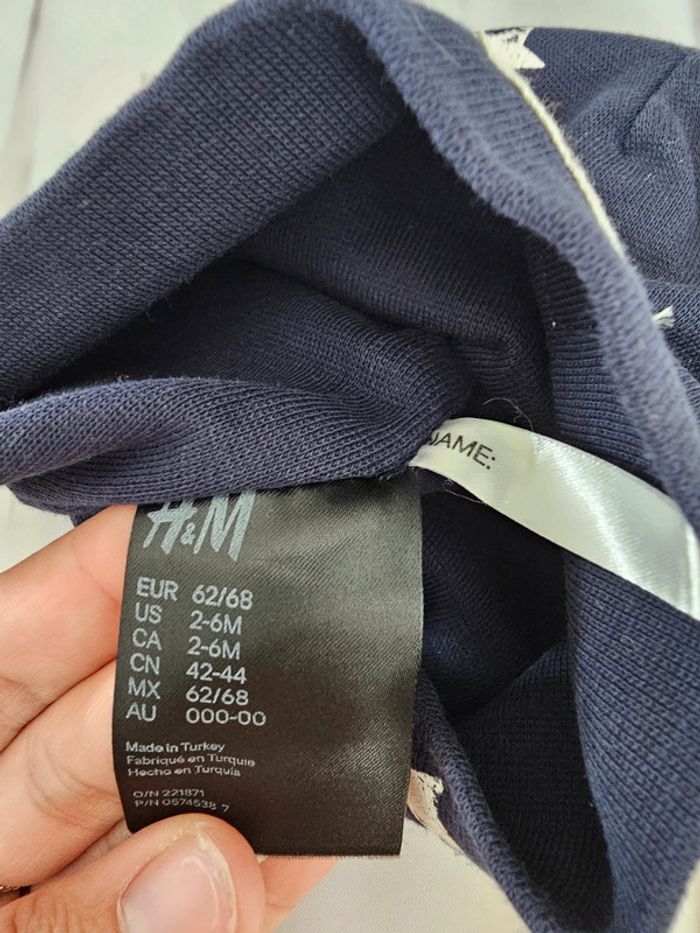 NAME:
H&M
EUR 62/68
US 2-6M
CA 2-6M
CN 42-44
MX 62/68
AU 000-00
Made in Turkey
Fabriqué en Turquie
Hecho en Turquía
O/N 221871
P/N 0574538 7